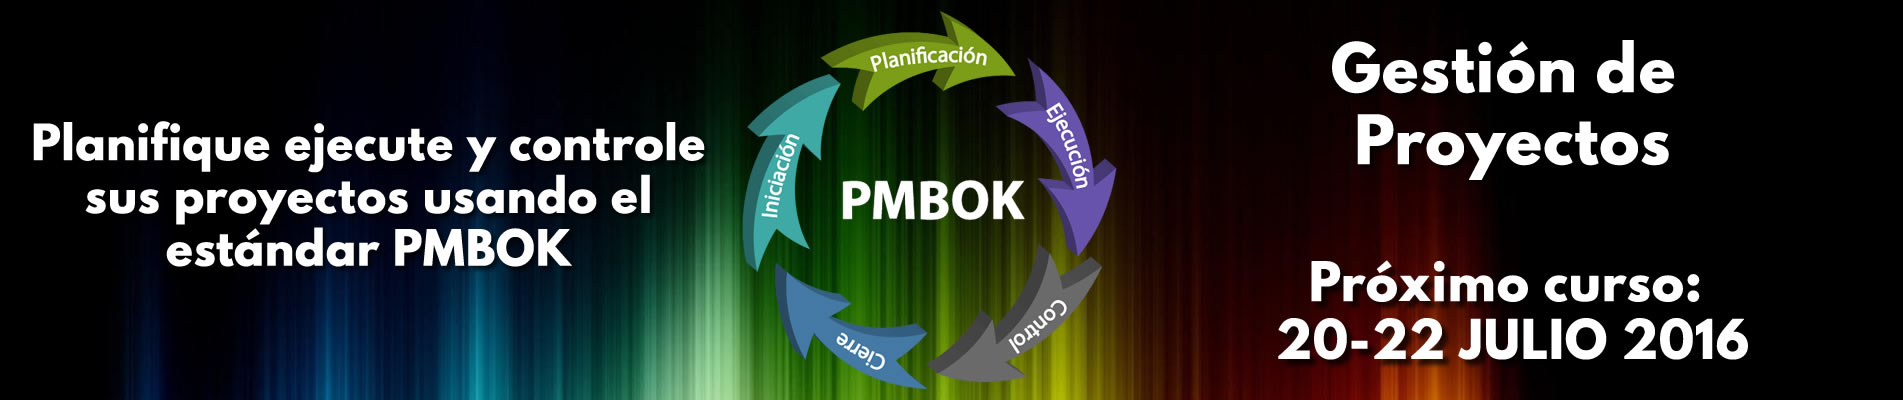 Planifique ejecute y controle
sus proyectos usando el
estándar PMBOK
Planificación
Ejecución
Control
Cierre
Iniciación
PMBOK
Gestión de
Proyectos
Próximo curso:
20-22 JULIO 2016